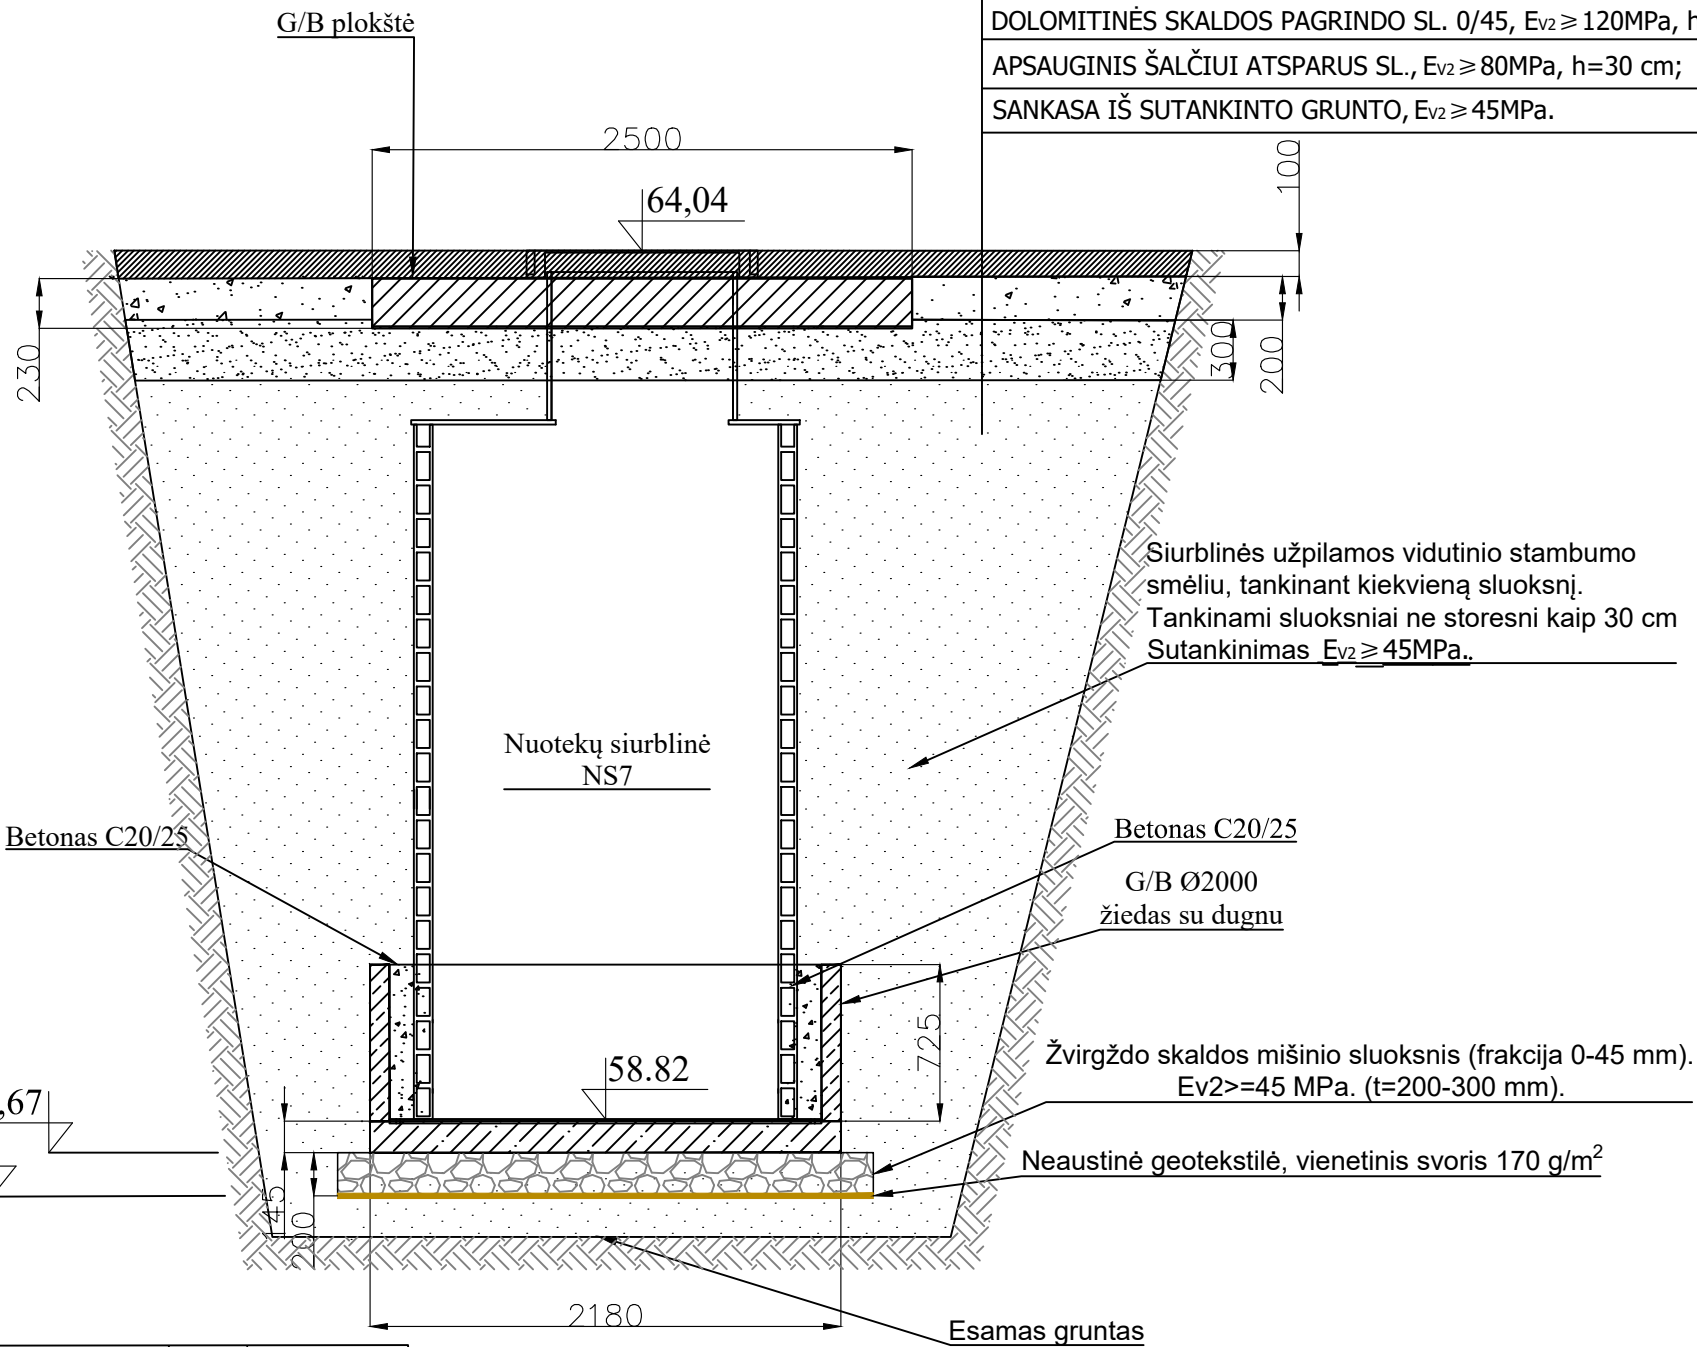 G/B plokštė
DOLOMITINĖS SKALDOS PAGRINDO SL. 0/45, Ev2 ≥ 120MPa, h
APSAUGINIS ŠALČIUI ATSPARUS SL., Ev2 ≥ 80MPa, h=30 cm;
SANKASA IŠ SUTANKINTO GRUNTO, Ev2 ≥ 45MPa.
2500
100
64,04
230
300
200
Siurblinės užpilamos vidutinio stambumo
smėliu, tankinant kiekvieną sluoksnį.
Tankinami sluoksniai ne storesni kaip 30 cm
Sutankinimas Ev2 ≥ 45MPa..
Nuotekų siurblinė
NS7
Betonas C20/25
Betonas C20/25
G/B Ø2000
žiedas su dugnu
725
58.82
Žvirgždo skaldos mišinio sluoksnis (frakcija 0-45 mm).
Ev2>=45 MPa. (t=200-300 mm).
,67
Neaustinė geotekstilė, vienetinis svoris 170 g/m²
145
200
2180
Esamas gruntas